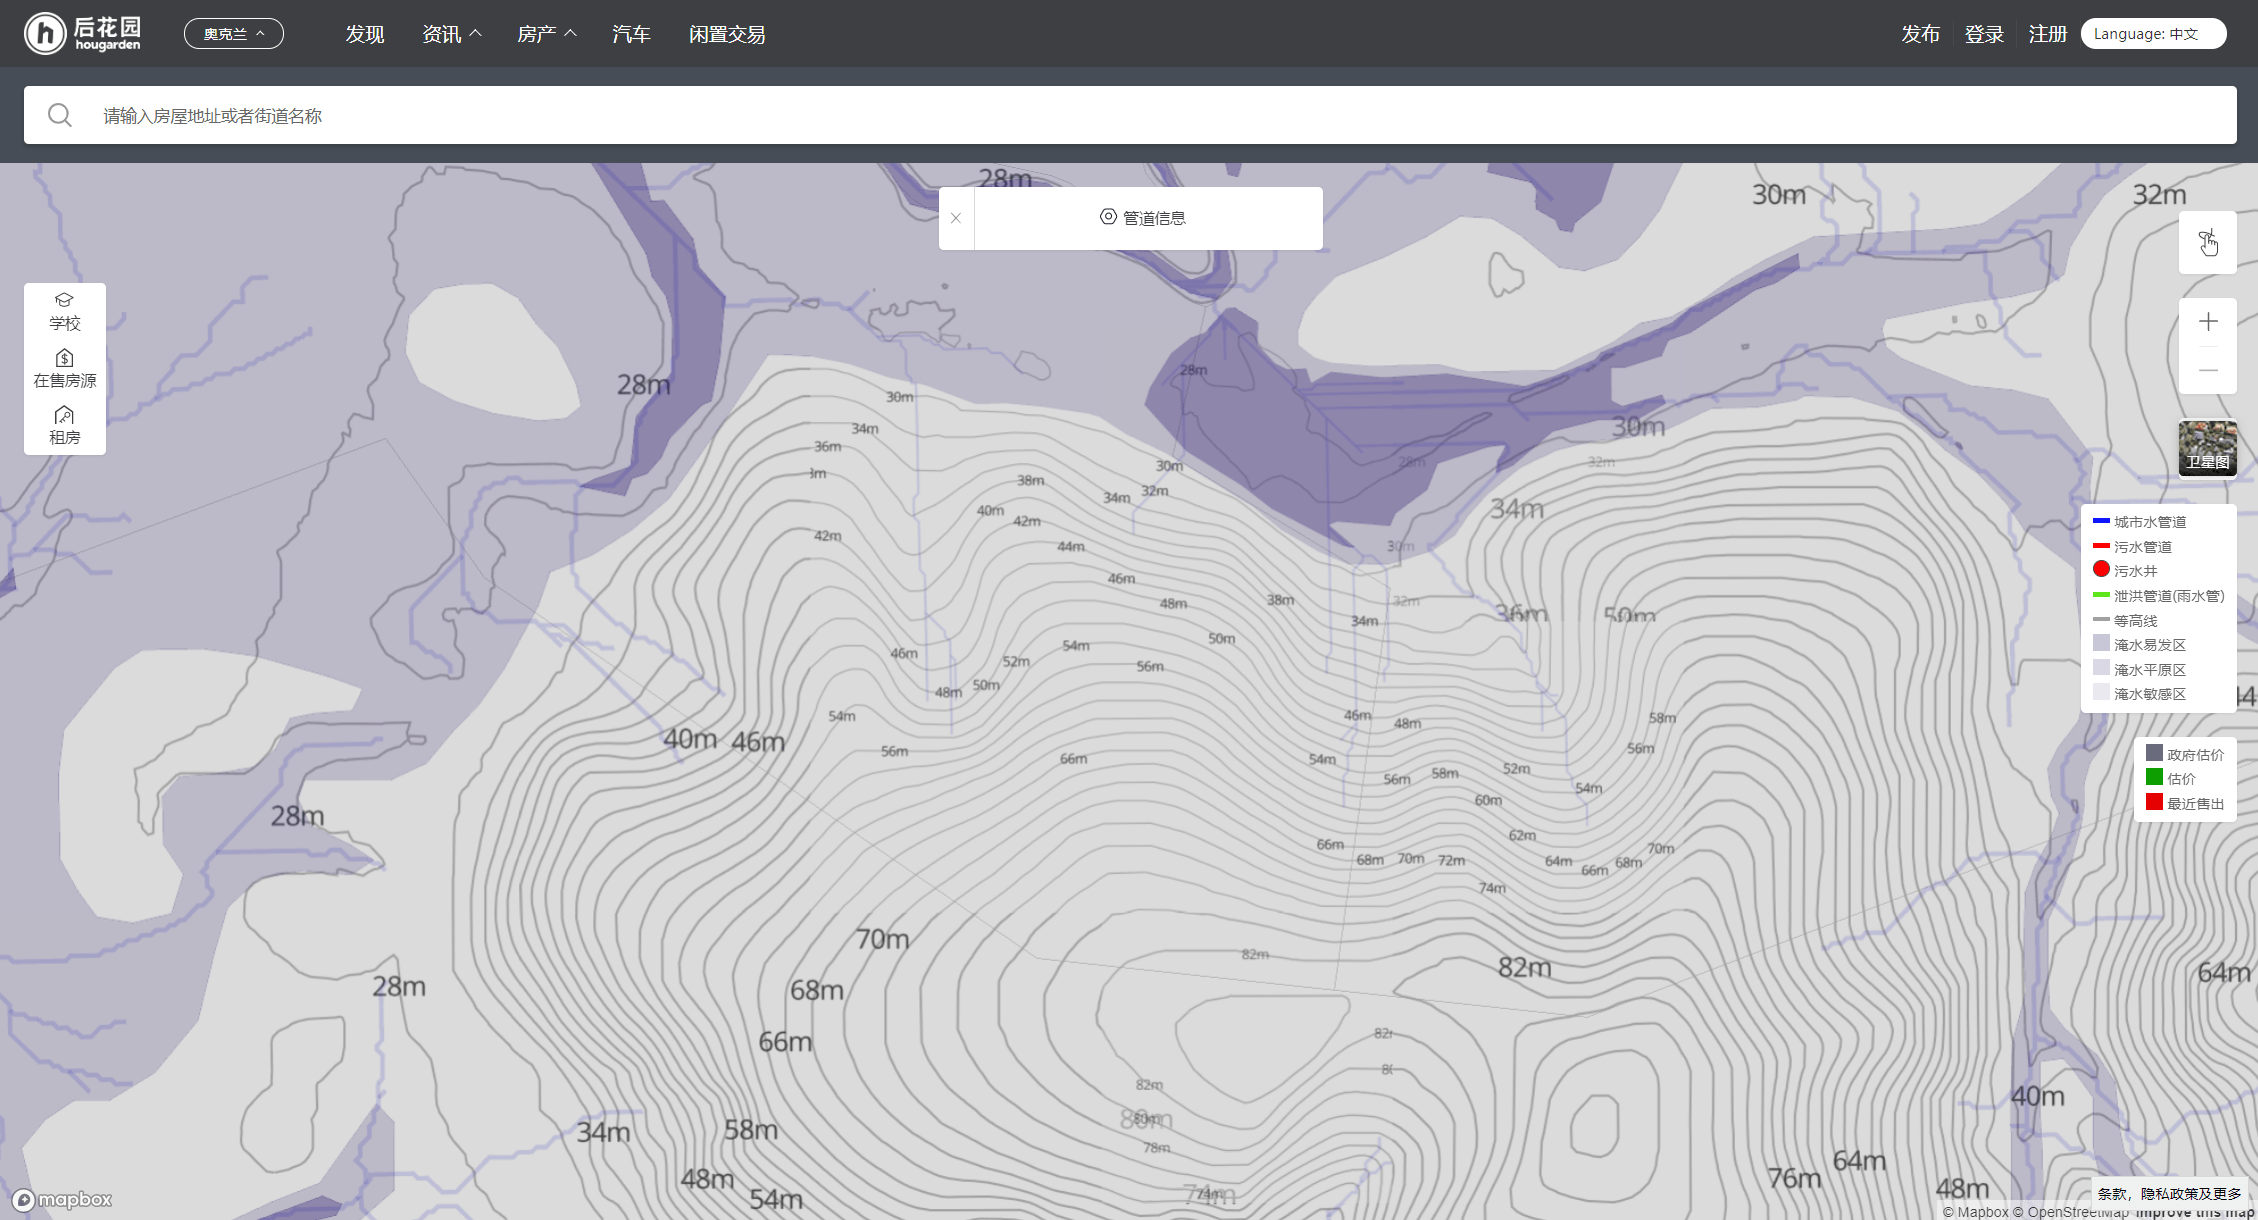 后花园
hougarden
奥克兰
发现
资讯
房产
汽车
闲置交易
发布
登录
注册
Language: 中文
请输入房屋地址或者街道名称
管道信息
学校
在售房源
租房
卫星图
城市水管道
污水管道
污水井
泄洪管道(雨水管)
等高线
淹水易发区
淹水平原区
淹水敏感区
政府估价
估价
最近售出
28m
30m
32m
28m
28m
30m
34m
36m
42m
38m
40m
42m
44m
34m
32m
30m
46m
48m
38m
50m
28m
30m
32m
34m
30m
32m
34m
36m
50m
46m
48m
50m
52m
54m
56m
54m
56m
66m
40m
46m
46m
48m
58m
56m
54m
54m
56m
58m
52m
60m
62m
66m
68m
70m
72m
64m
66m
68m
70m
74m
28m
28m
70m
68m
66m
82m
82m
64m
82m
80m
80m
78m
74m
74m
34m
58m
48m
54m
40m
64m
76m
48m
mapbox
条款，隐私政策及更多
© Mapbox © OpenStreetMap Improve this map